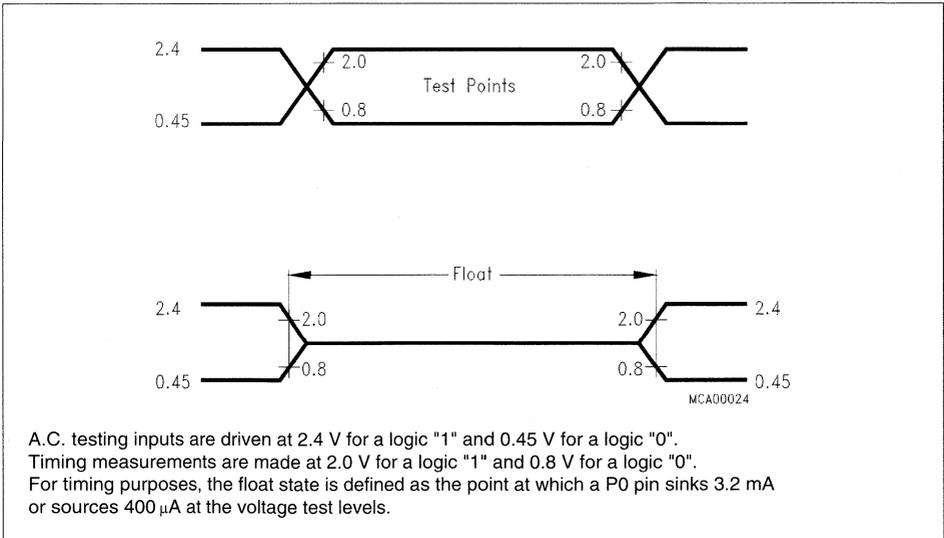 2.4
2.0
2.0
Test Points
0.8
0.8
0.45
Float
2.4
2.4
2.0
2.0
0.8
0.8
0.45
0.45
MCA00024
A.C. testing inputs are driven at 2.4 V for a logic "1" and 0.45 V for a logic "0".
Timing measurements are made at 2.0 V for a logic "1" and 0.8 V for a logic "0".
For timing purposes, the float state is defined as the point at which a P0 pin sinks 3.2 mA
or sources 400 µA at the voltage test levels.